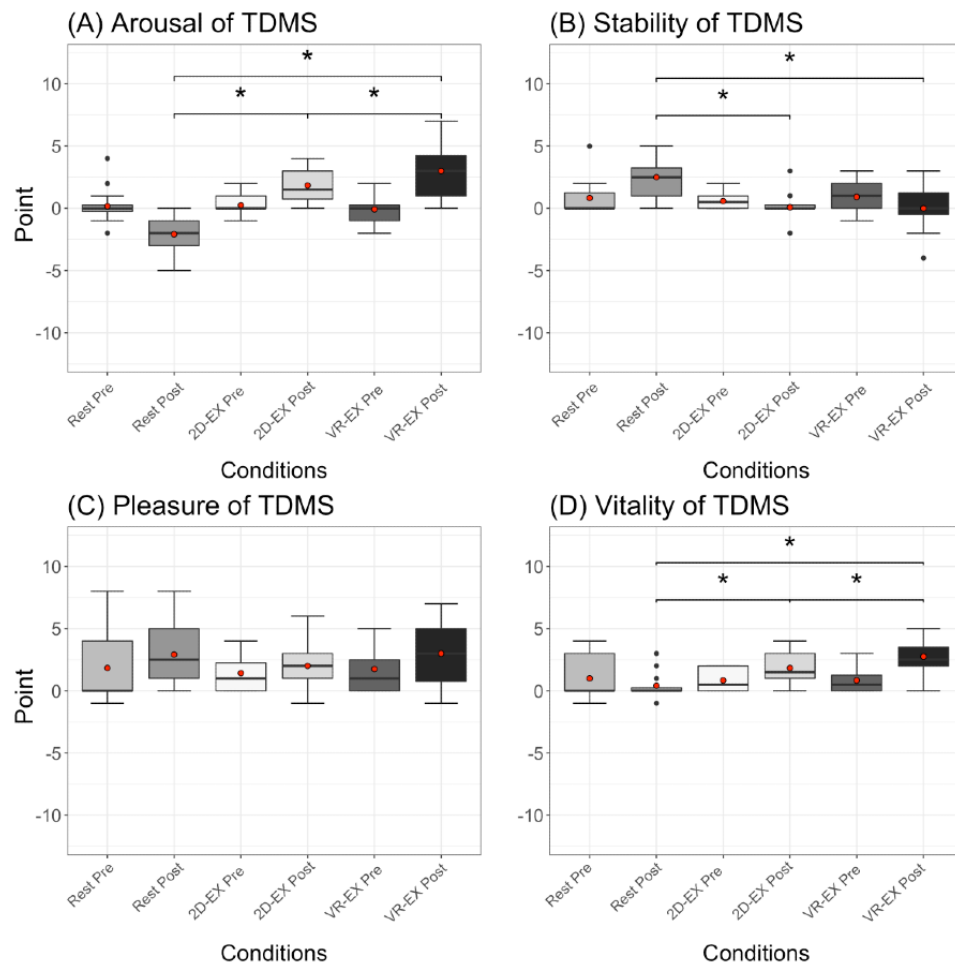 (A) Arousal of TDMS
*
*
*
10
5
0
-5
-10
Point
Rest Pre
Rest Post
2D-EX Pre
2D-EX Post
VR-EX Pre
VR-EX Post
Conditions
(B) Stability of TDMS
*
*
10
5
0
-5
-10
Rest Pre
Rest Post
2D-EX Pre
2D-EX Post
VR-EX Pre
VR-EX Post
Conditions
(C) Pleasure of TDMS
10
5
0
-5
-10
Point
Rest Pre
Rest Post
2D-EX Pre
2D-EX Post
VR-EX Pre
VR-EX Post
Conditions
(D) Vitality of TDMS
*
*
*
10
5
0
-5
-10
Rest Pre
Rest Post
2D-EX Pre
2D-EX Post
VR-EX Pre
VR-EX Post
Conditions